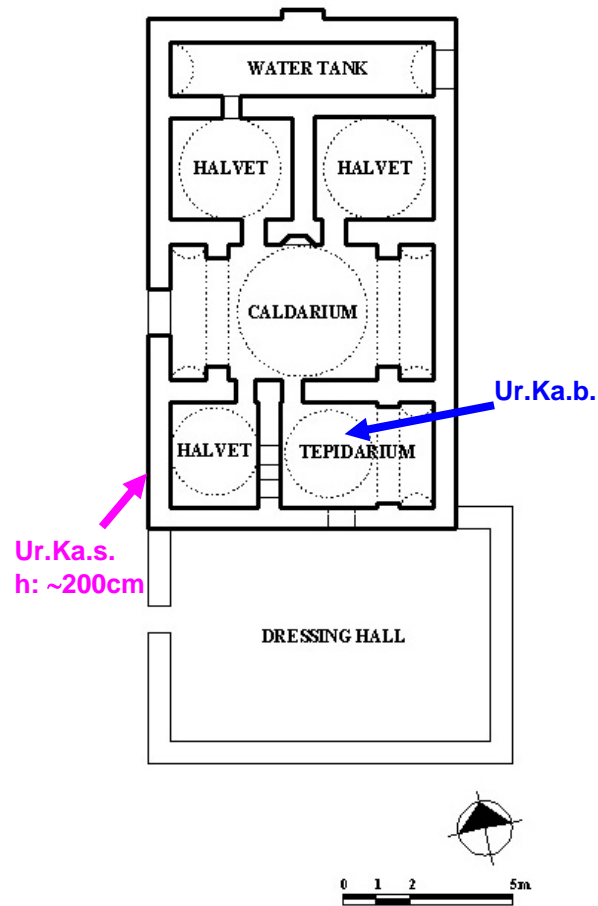 WATER TANK
HALVET
HALVET
CALDARIUM
Ur.Ka.b.
HALVET
TEPIDARIUM
Ur.Ka.s.
h: ~200cm
DRESSING HALL
0 1 2 5m